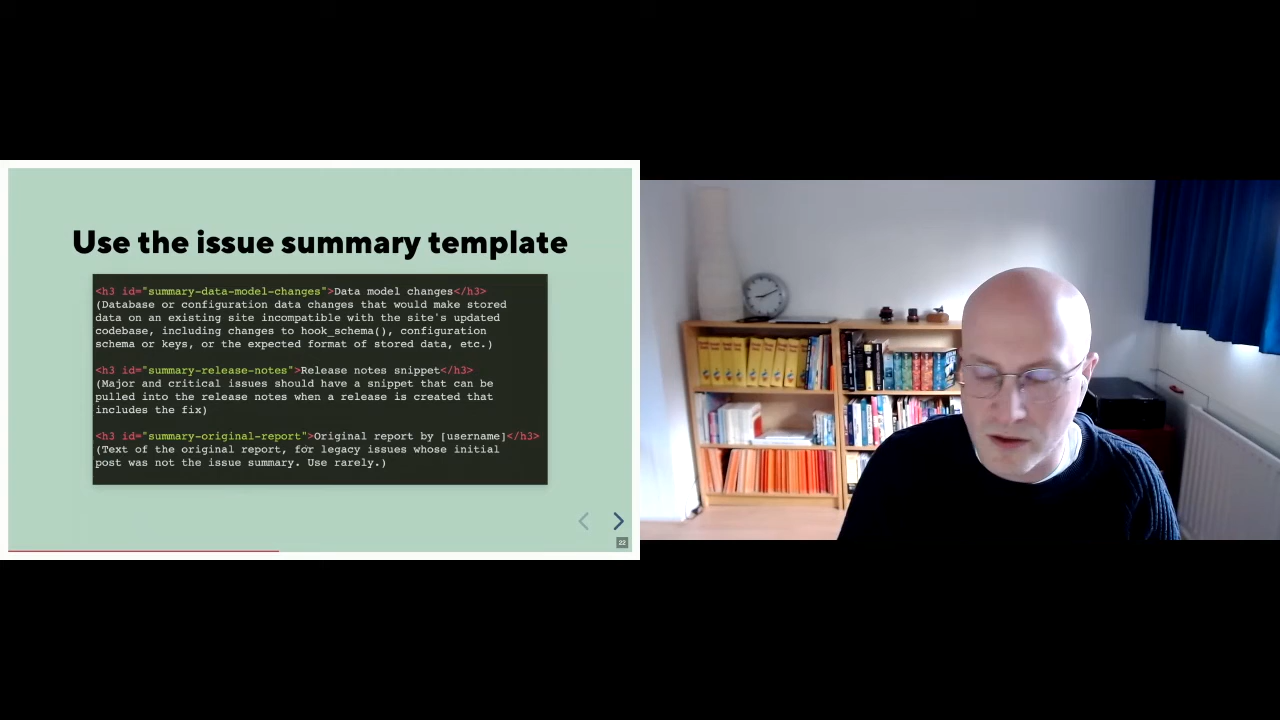 Use the issue summary template
<h3 id="summary-data-model-changes">Data model changes</h3>
(Database or configuration data changes that would make stored
data on an existing site incompatible with the site's updated
codebase, including changes to hook_schema(), configuration
schema or keys, or the expected format of stored data, etc.)
<h3 id="summary-release-notes">Release notes snippet</h3>
(Major and critical issues should have a snippet that can be
pulled into the release notes when a release is created that
includes the fix)
<h3 id="summary-original-report">Original report by [username]</h3>
(Text of the original report, for legacy issues whose initial
post was not the issue summary. Use rarely.)
22